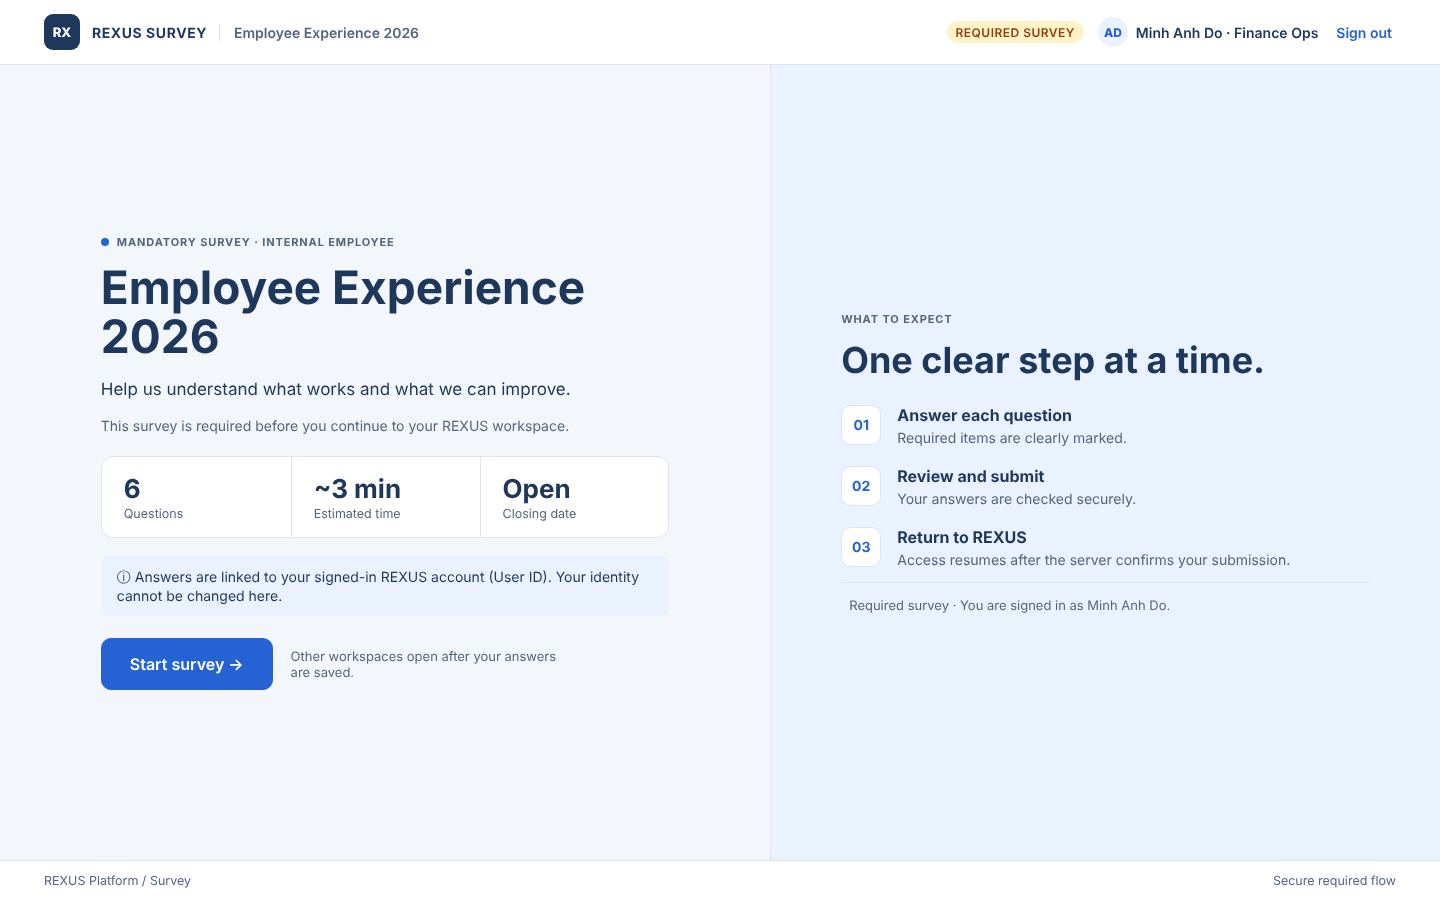 RX REXUS SURVEY Employee Experience 2026
REQUIRED SURVEY AD Minh Anh Do · Finance Ops Sign out
MANDATORY SURVEY · INTERNAL EMPLOYEE
Employee Experience
2026
Help us understand what works and what we can improve.
This survey is required before you continue to your REXUS workspace.
6
Questions
~3 min
Estimated time
Open
Closing date
ⓘ Answers are linked to your signed-in REXUS account (User ID). Your identity
cannot be changed here.
Start survey →
Other workspaces open after your answers
are saved.
WHAT TO EXPECT
One clear step at a time.
01
Answer each question
Required items are clearly marked.
02
Review and submit
Your answers are checked securely.
03
Return to REXUS
Access resumes after the server confirms your submission.
Required survey · You are signed in as Minh Anh Do.
REXUS Platform / Survey
Secure required flow